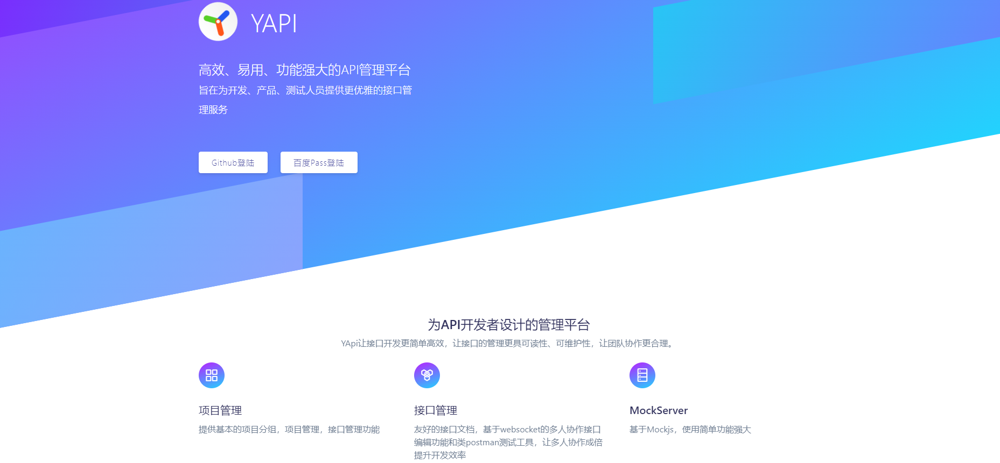 YAPI
高效、易用、功能强大的API管理平台
旨在为开发、产品、测试人员提供更优雅的接口管
理服务
Github登陆
百度Pass登陆
为API开发者设计的管理平台
YApi让接口开发更简单高效，让接口的管理更具可读性、可维护性，让团队协作更合理。
项目管理
提供基本的项目分组，项目管理，接口管理功能
接口管理
友好的接口文档，基于websocket的多人协作接口
编辑功能和类postman测试工具，让多人协作成倍
提升开发效率
MockServer
基于Mockjs，使用简单功能强大